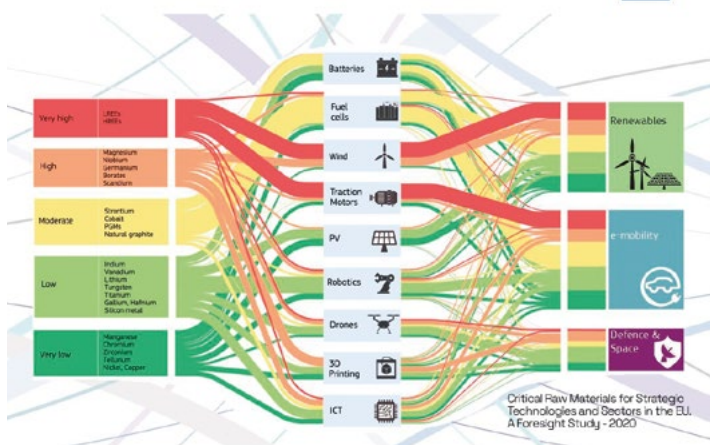 Very high
LREEs
HREEs
High
Magnesium
Niobium
Germanium
Borates
Scandium
Moderate
Strontium
Cobalt
PGMs
Natural graphite
Low
Indium
Vanadium
Lithium
Tungsten
Titanium
Gallium, Hafnium
Silicon metal
Very low
Manganese
Chromium
Zirconium
Tellurium
Nickel, Copper
Batteries
Fuel
cells
Wind
Traction
Motors
PV
Robotics
Drones
3D
Printing
ICT
Renewables
e-mobility
Defence &
Space
Critical Raw Materials for Strategic
Technologies and Sectors in the EU.
A Foresight Study - 2020